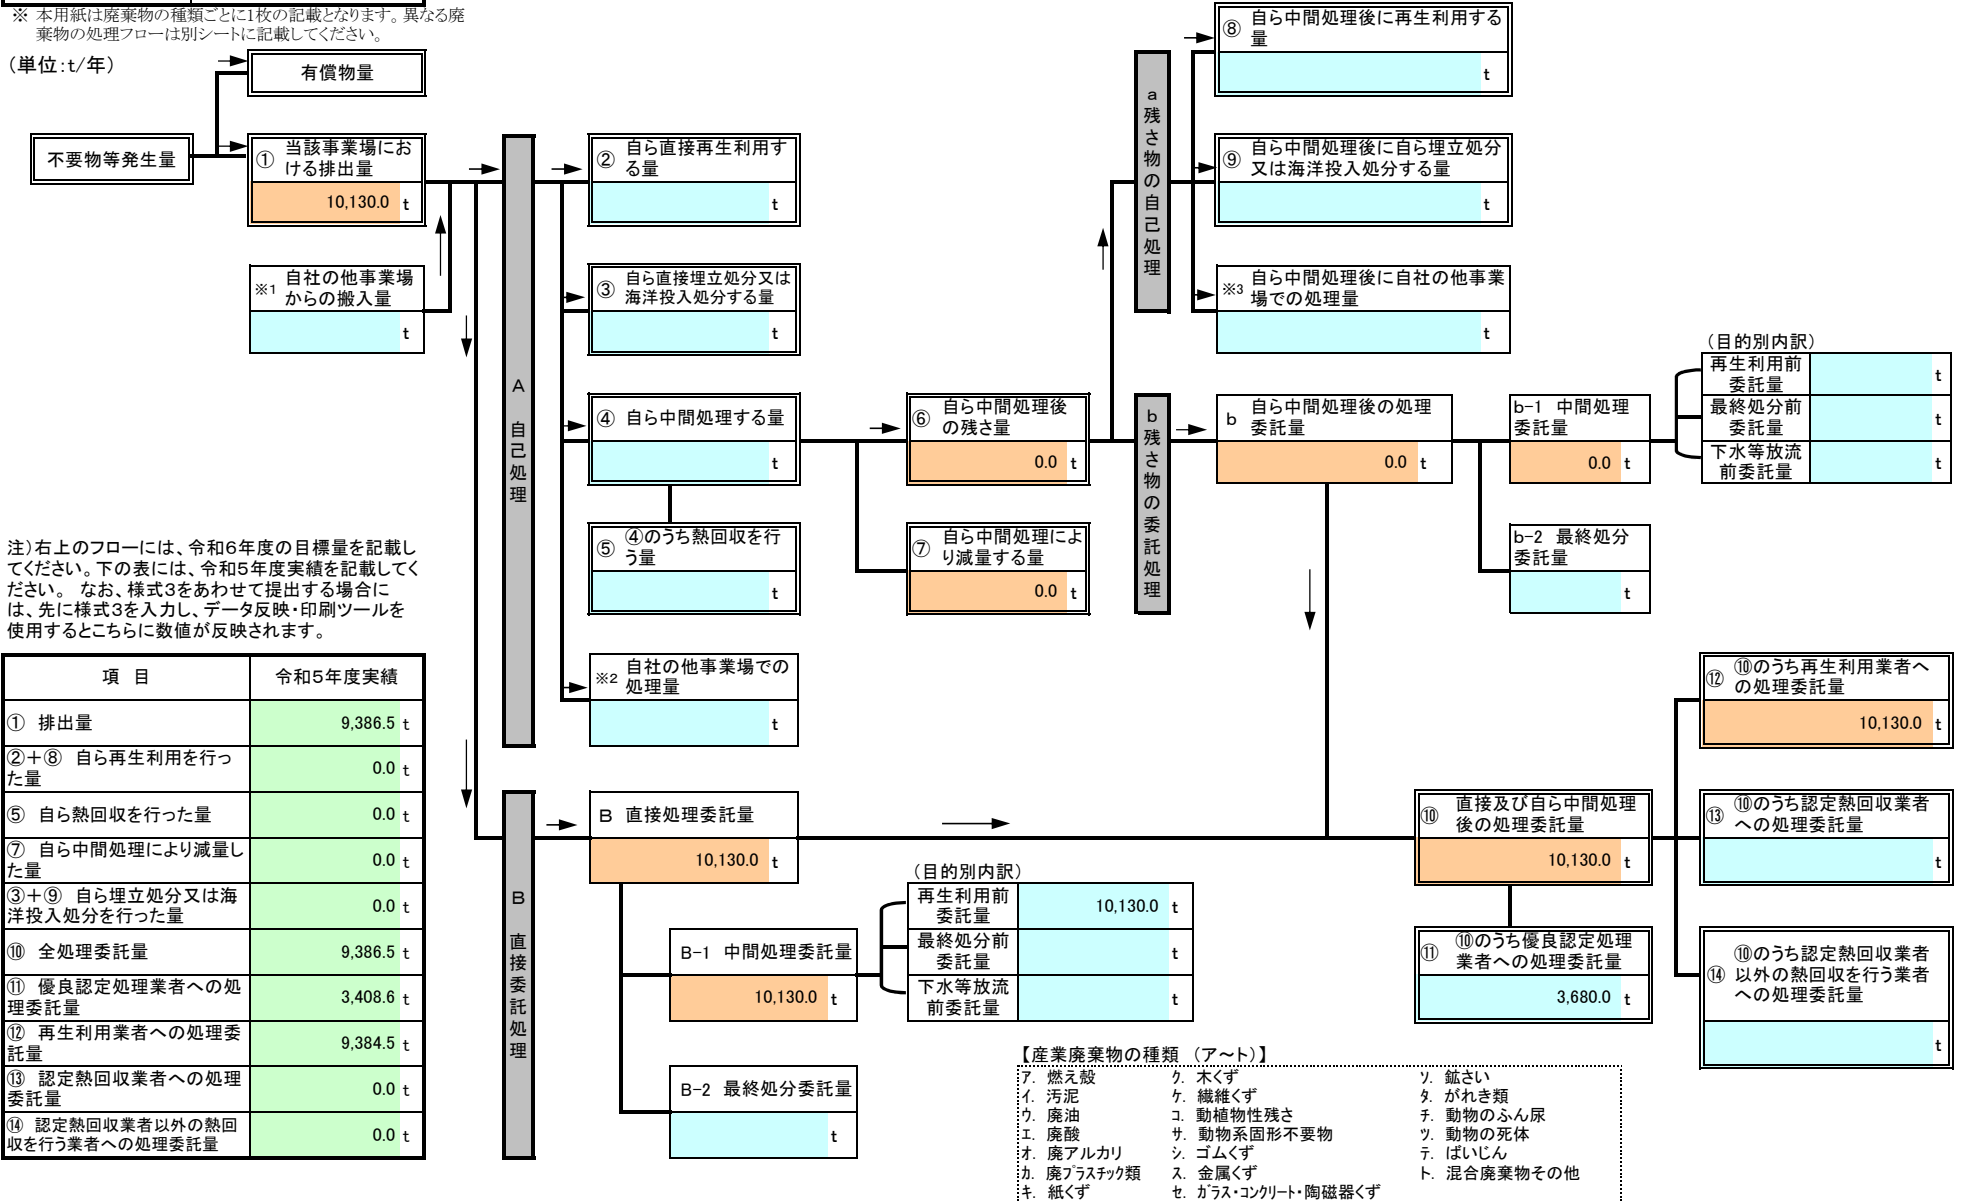 ※ 本用紙は廃棄物の種類ごとに1枚の記載となります。異なる廃
棄物の処理フローは別シートに記載してください。
（単位：t/年）
有償物量
不要物等発生量
① 当該事業場にお
ける排出量
10,130.0 t
※1 自社の他事業場
からの搬入量
t
A 自己処理
② 自ら直接再生利用す
る量
t
③ 自ら直接埋立処分又は
海洋投入処分する量
t
④ 自ら中間処理する量
t
⑤ ④のうち熱回収を行
う量
t
※2 自社の他事業場での
処理量
t
⑥ 自ら中間処理後
の残さ量
0.0 t
⑦ 自ら中間処理によ
り減量する量
0.0 t
a 残さ物の自己処理
⑧ 自ら中間処理後に再生利用する
量
t
⑨ 自ら中間処理後に自ら埋立処分
又は海洋投入処分する量
t
※3 自ら中間処理後に自社の他事業
場での処理量
t
b 残さ物の委託処理
b 自ら中間処理後の処理
委託量
0.0 t
b-1 中間処理
委託量
0.0 t
（目的別内訳）
再生利用前
委託量
t
最終処分前
委託量
t
下水等放流
前委託量
t
b-2 最終処分
委託量
t
注）右上のフローには、令和6年度の目標量を記載し
てください。下の表には、令和5年度実績を記載してく
ださい。 なお、様式3をあわせて提出する場合に
は、先に様式3を入力し、データ反映・印刷ツールを
使用するとこちらに数値が反映されます。
項 目 令和5年度実績
① 排出量 9,386.5 t
②＋⑧ 自ら再生利用を行っ
た量 0.0 t
⑤ 自ら熱回収を行った量 0.0 t
⑦ 自ら中間処理により減量し
た量 0.0 t
③＋⑨ 自ら埋立処分又は海
洋投入処分を行った量 0.0 t
⑩ 全処理委託量 9,386.5 t
⑪ 優良認定処理業者への処
理委託量 3,408.6 t
⑫ 再生利用業者への処理委
託量 9,384.5 t
⑬ 認定熱回収業者への処理
委託量 0.0 t
⑭ 認定熱回収業者以外の熱回
収を行う業者への処理委託量 0.0 t
B 直接委託処理
B 直接処理委託量
10,130.0 t
B-1 中間処理委託量
10,130.0 t
B-2 最終処分委託量
t
（目的別内訳）
再生利用前
委託量
10,130.0 t
最終処分前
委託量
t
下水等放流
前委託量
t
⑩ 直接及び自ら中間処理
後の処理委託量
10,130.0 t
⑪ ⑩のうち優良認定処理
業者への処理委託量
3,680.0 t
⑫ ⑩のうち再生利用業者へ
の処理委託量
10,130.0 t
⑬ ⑩のうち認定熱回収業者
への処理委託量
t
⑭ ⑩のうち認定熱回収業者
以外の熱回収を行う業者
への処理委託量
t
【産業廃棄物の種類 （ア～ト）】
ア. 燃え殻 ク. 木くず ソ. 鉱さい
イ. 汚泥 ケ. 繊維くず タ. がれき類
ウ. 廃油 コ. 動植物性残さ チ. 動物のふん尿
エ. 廃酸 サ. 動物系固形不要物 ツ. 動物の死体
オ. 廃アルカリ シ. ゴムくず テ. ばいじん
カ. 廃プラスチック類 ス. 金属くず ト. 混合廃棄物その他
キ. 紙くず セ. ガラス・コンクリート・陶磁器くず